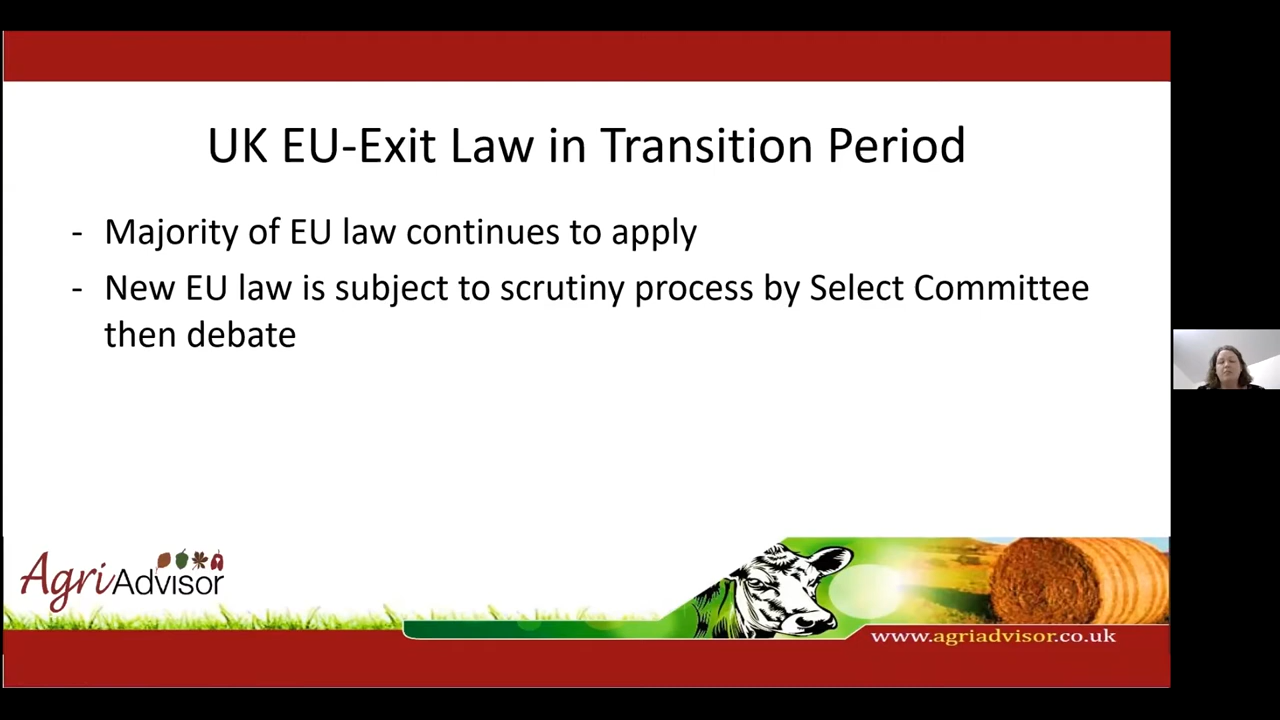 UK EU-Exit Law in Transition Period
- Majority of EU law continues to apply
- New EU law is subject to scrutiny process by Select Committee
then debate
AgriAdvisor
www.agriadvisor.co.uk